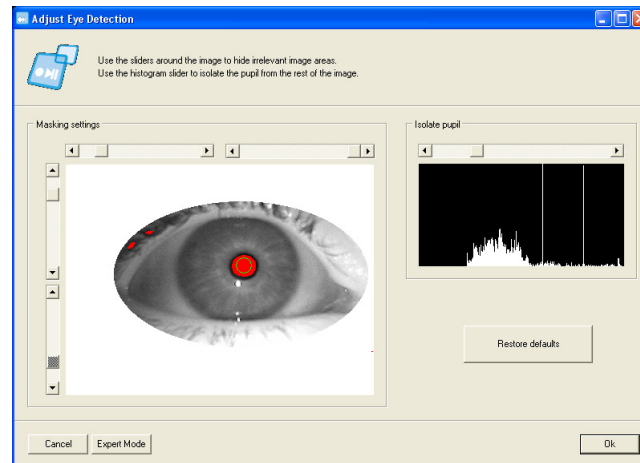 Adjust Eye Detection
Use the sliders around the image to hide irrelevant image areas.
Use the histogram slider to isolate the pupil from the rest of the image.
Masking settings
Isolate pupil
Restore defaults
Cancel
Expert Mode
Ok